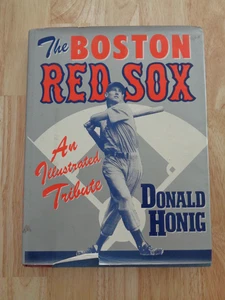 The BOSTON
RED SOX
An
Illustrated
Tribute
DONALD
HONIG